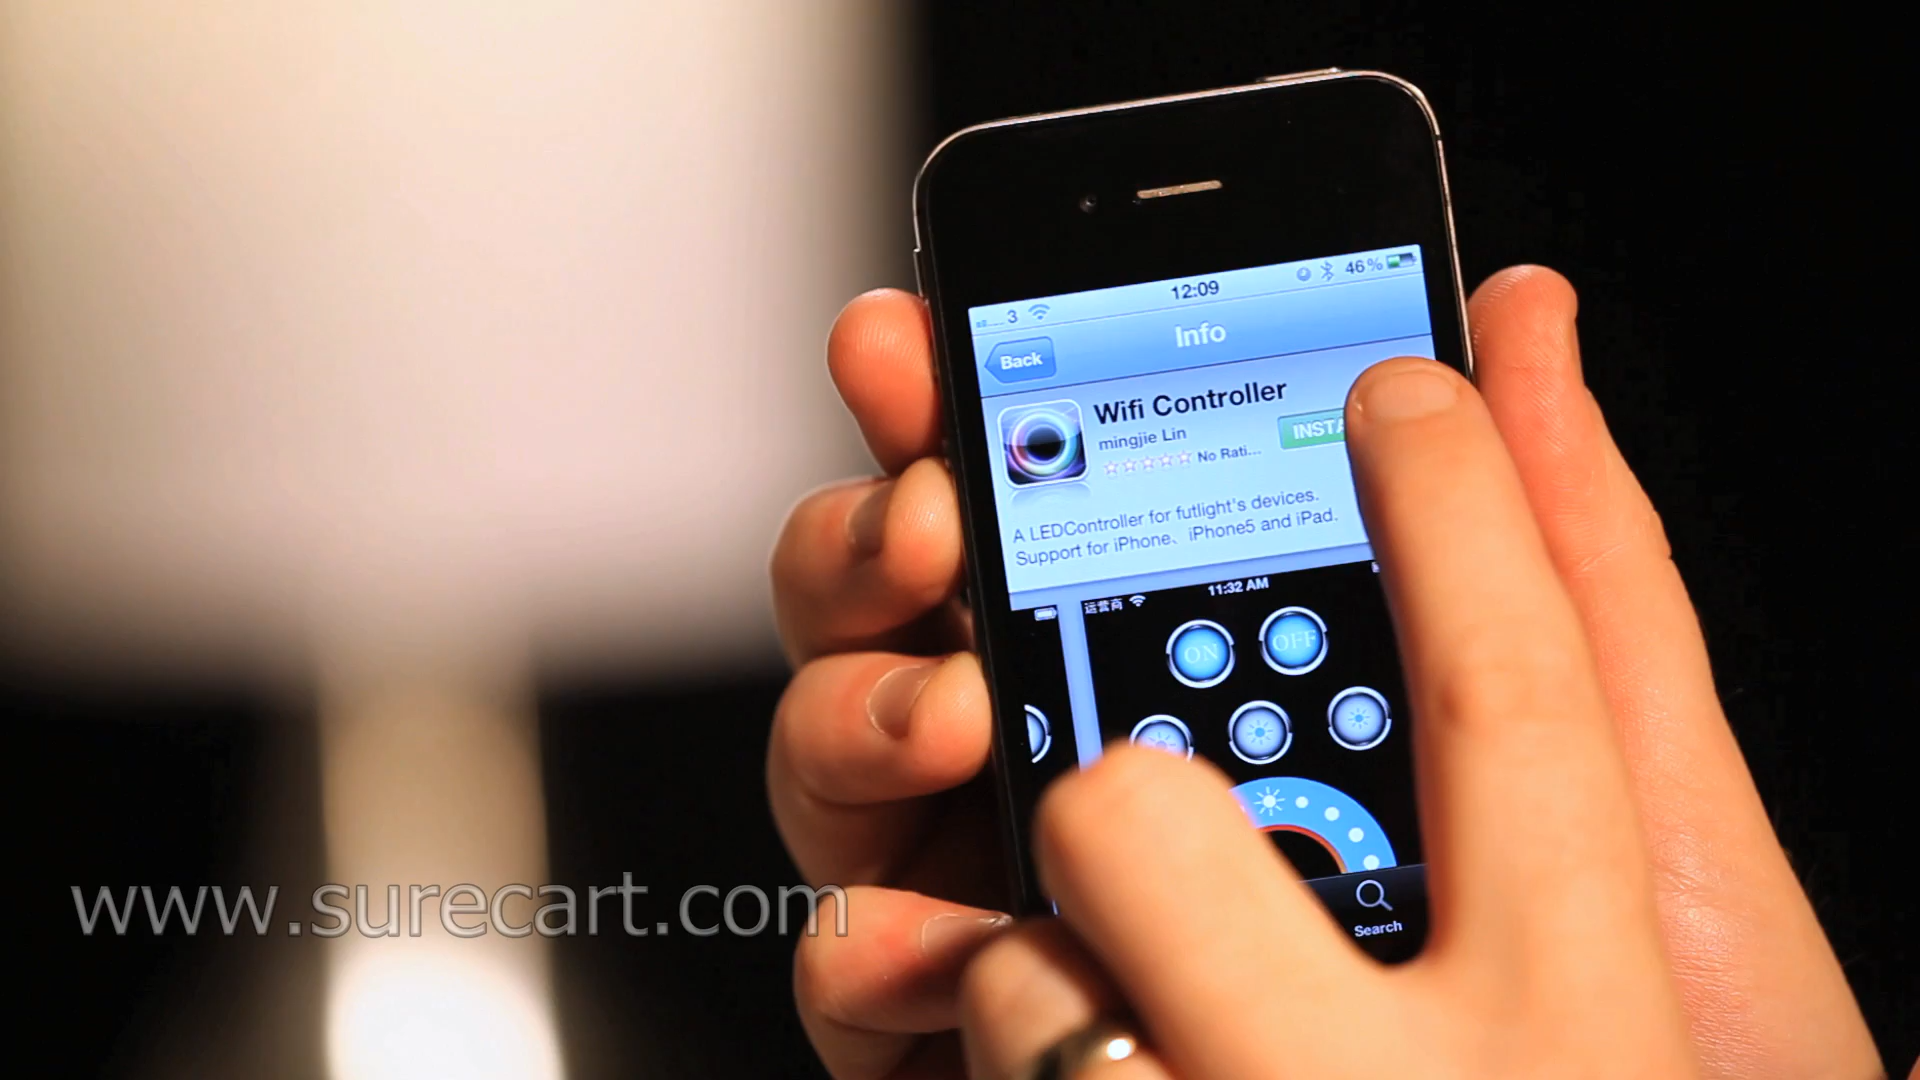 3 12:09 46%
Back Info
Wifi Controller
mingjie Lin
No Rati...
A LEDController for futlight's devices.
Support for iPhone、iPhone5 and iPad.
运营商 11:32 AM
ON OFF
Search
www.surecart.com